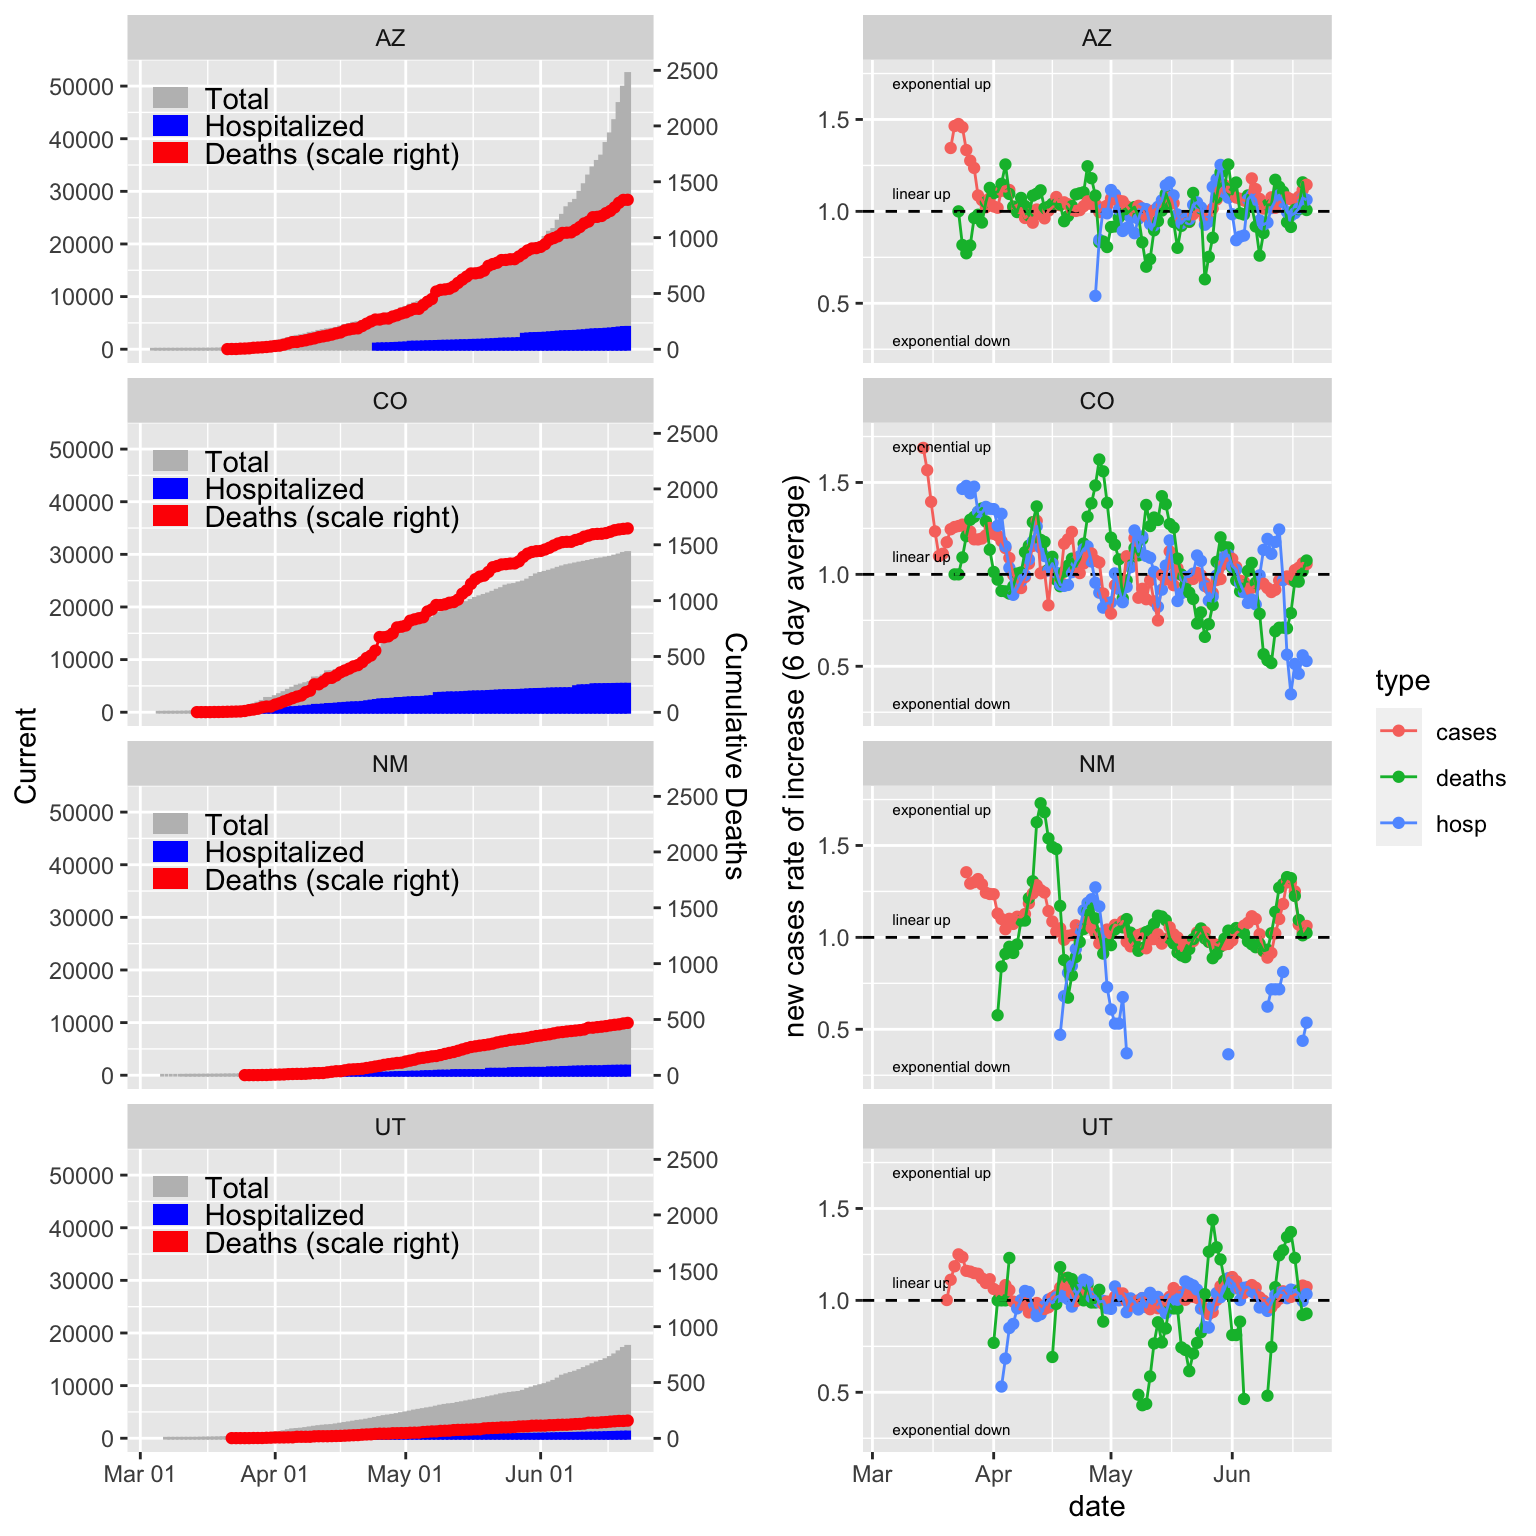 AZ
50000
40000
30000
20000
10000
0
Total
Hospitalized
Deaths (scale right)
2500
2000
1500
1000
500
0
CO
50000
40000
30000
20000
10000
0
Total
Hospitalized
Deaths (scale right)
2500
2000
1500
1000
500
0
NM
50000
40000
30000
20000
10000
0
Total
Hospitalized
Deaths (scale right)
2500
2000
1500
1000
500
0
UT
50000
40000
30000
20000
10000
0
Total
Hospitalized
Deaths (scale right)
2500
2000
1500
1000
500
0
Mar 01
Apr 01
May 01
Jun 01
Current
Cumulative Deaths
AZ
1.5
1.0
0.5
exponential up
linear up
exponential down
CO
1.5
1.0
0.5
exponential up
linear up
exponential down
NM
1.5
1.0
0.5
exponential up
linear up
exponential down
UT
1.5
1.0
0.5
exponential up
linear up
exponential down
Mar
Apr
May
Jun
date
new cases rate of increase (6 day average)
type
cases
deaths
hosp